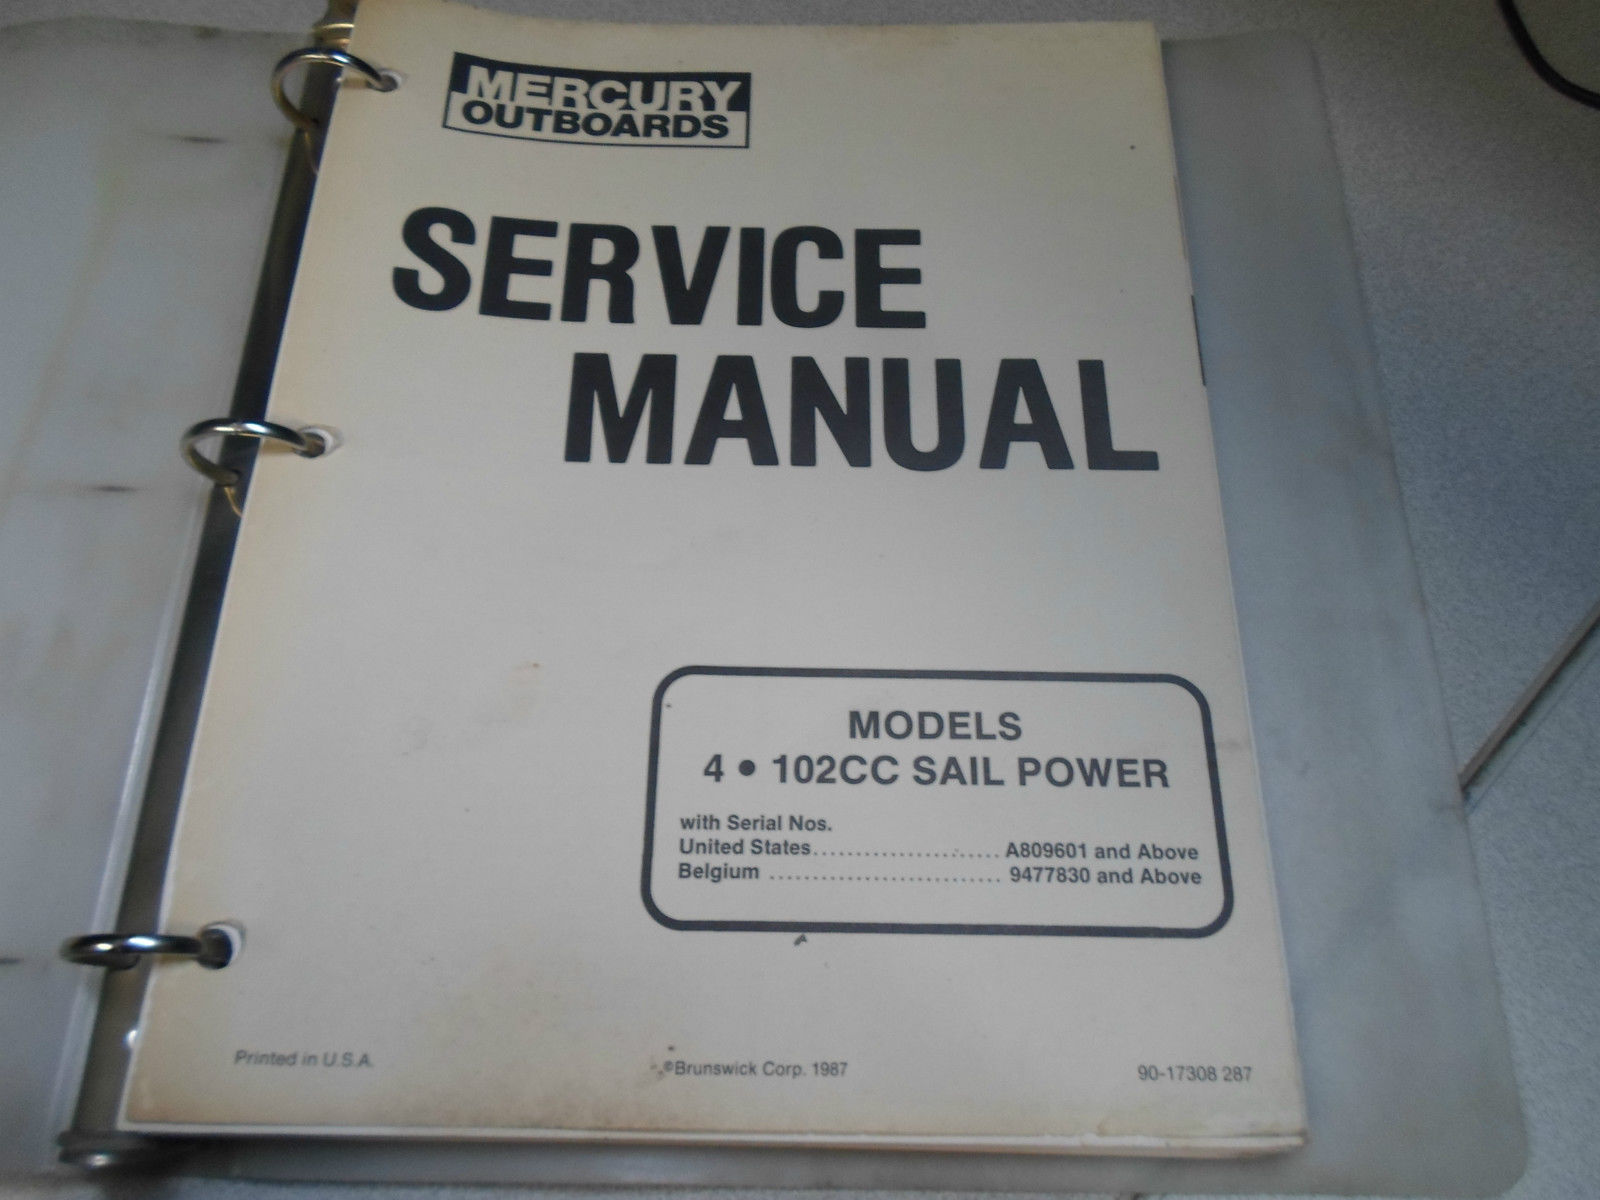 MERCURY
OUTBOARDS
SERVICE
MANUAL
MODELS
4 • 102CC SAIL POWER
with Serial Nos.
United States...................... A809601 and Above
Belgium ........................... 9477830 and Above
Printed in U.S.A.
©Brunswick Corp. 1987
90-17308 287